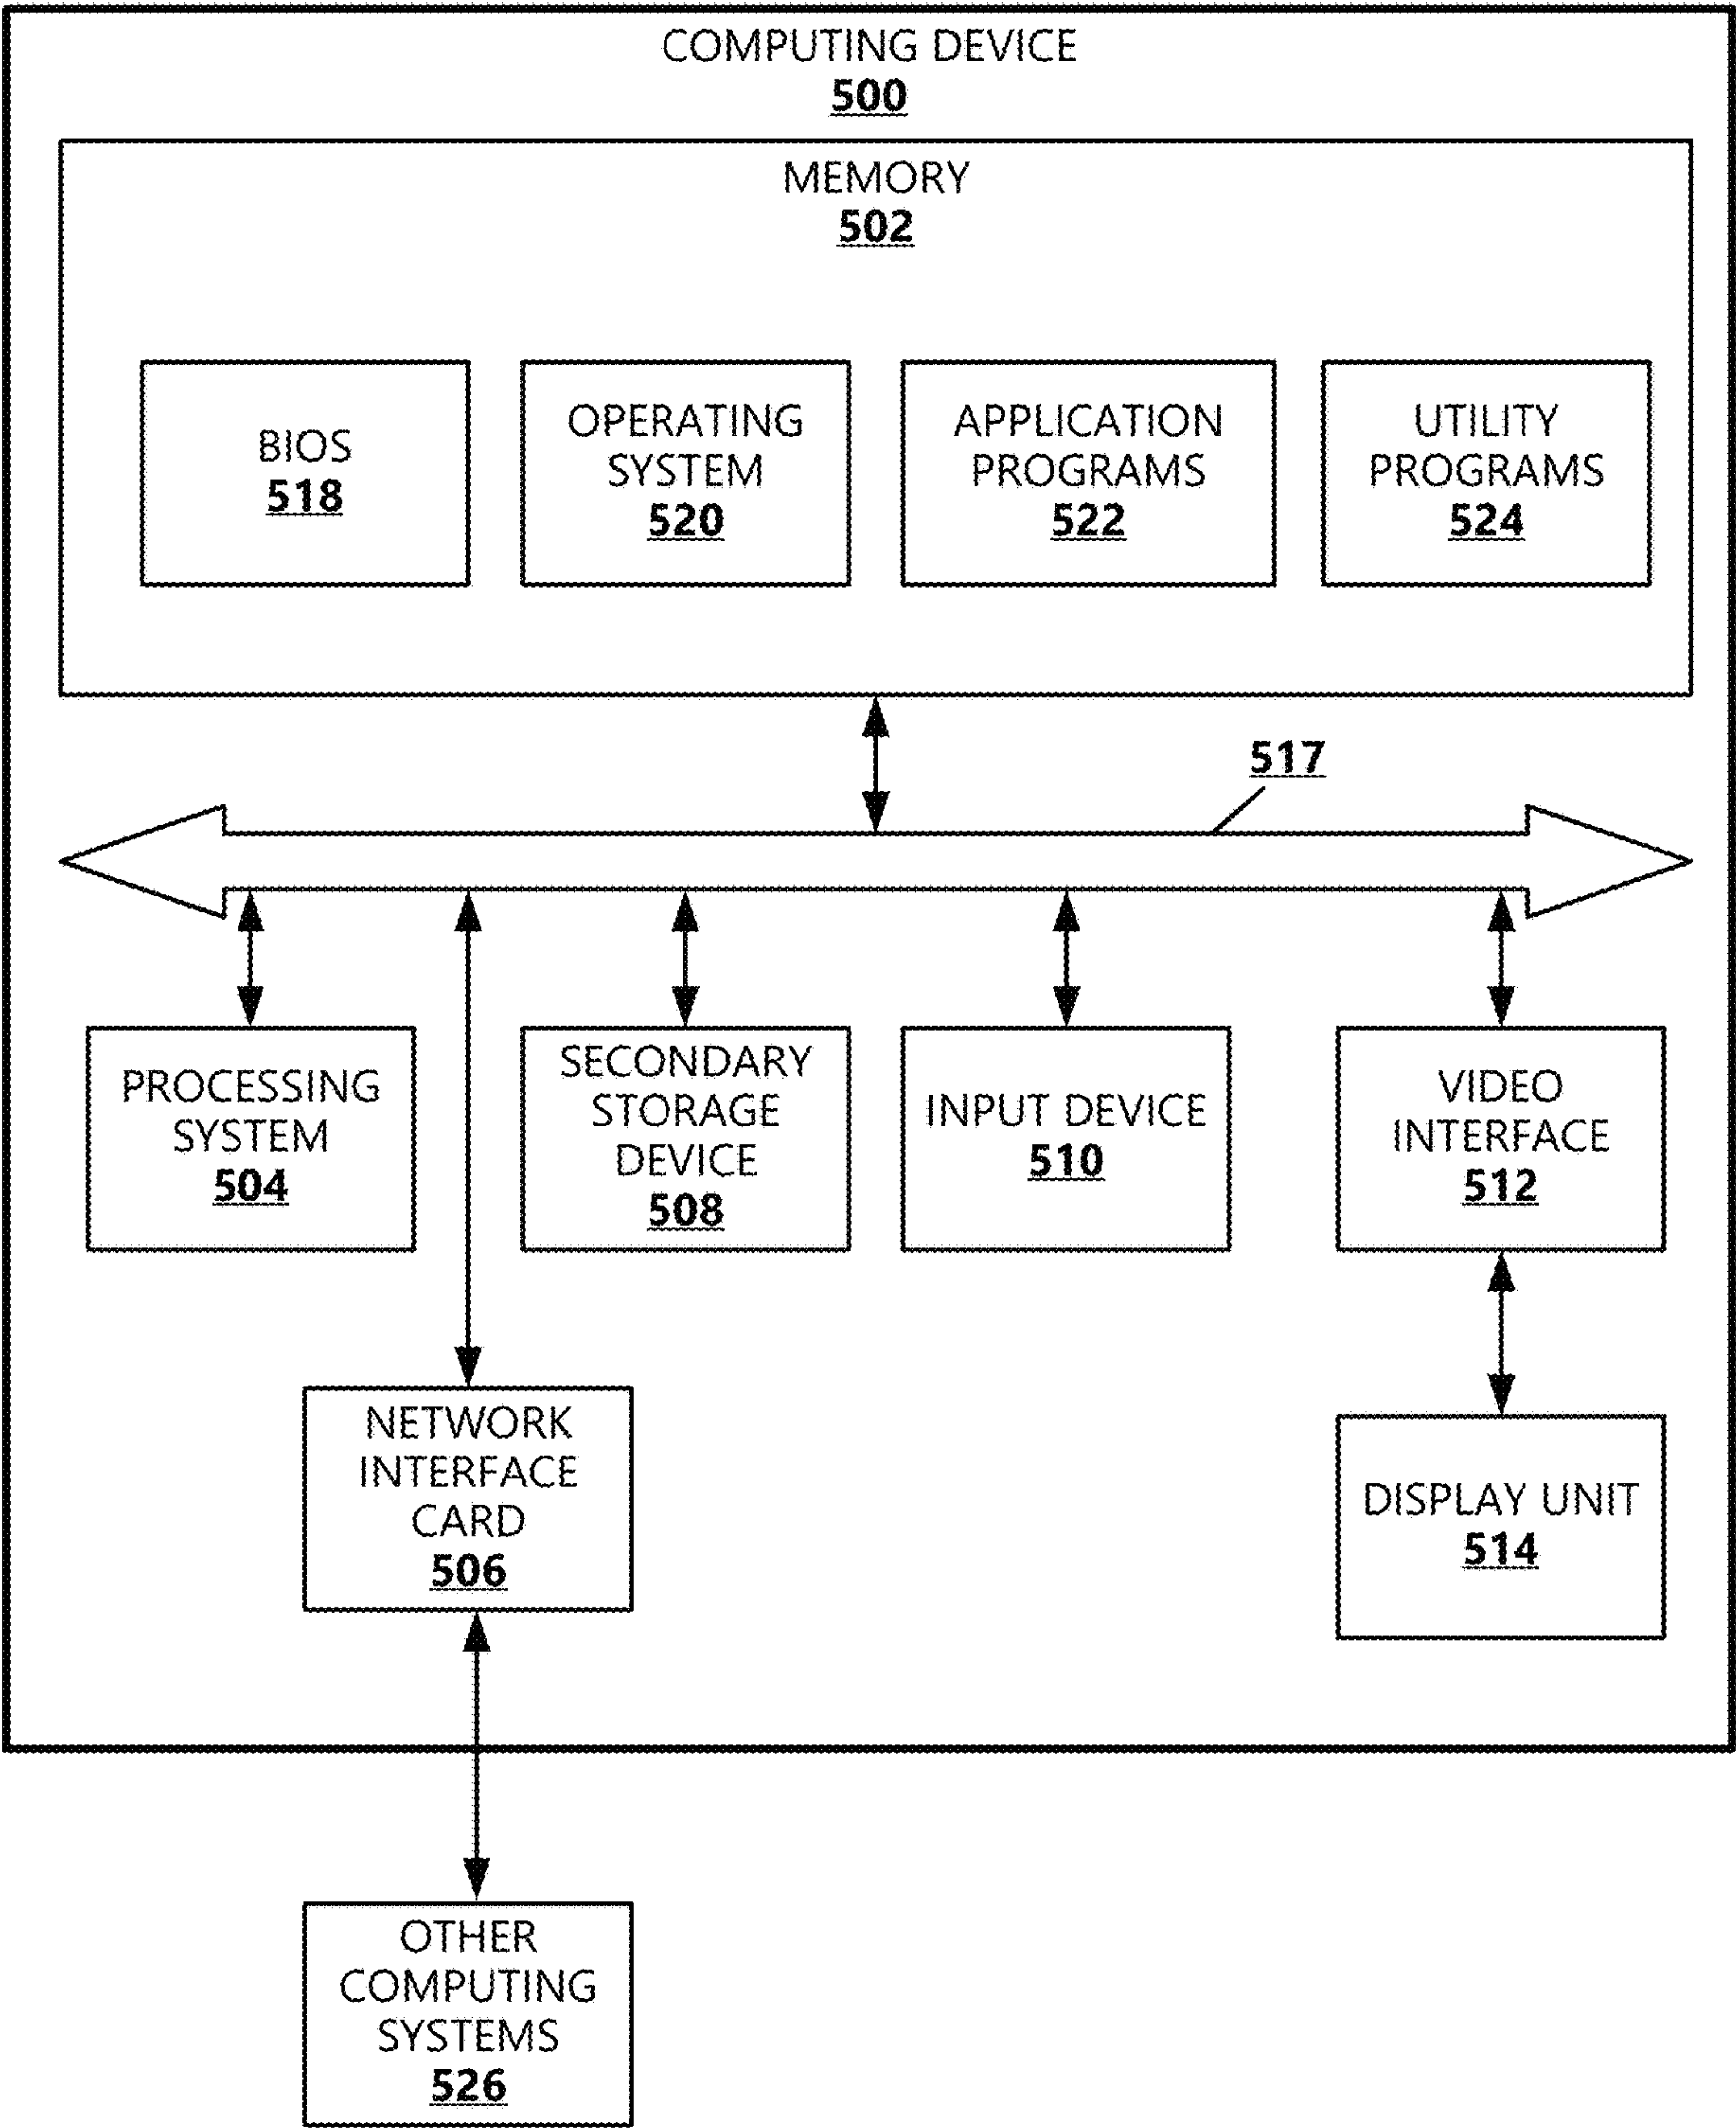 COMPUTING DEVICE
500
MEMORY
502
BIOS
518
OPERATING
SYSTEM
520
APPLICATION
PROGRAMS
522
UTILITY
PROGRAMS
524
517
PROCESSING
SYSTEM
504
SECONDARY
STORAGE
DEVICE
508
INPUT DEVICE
510
VIDEO
INTERFACE
512
NETWORK
INTERFACE
CARD
506
DISPLAY UNIT
514
OTHER
COMPUTING
SYSTEMS
526